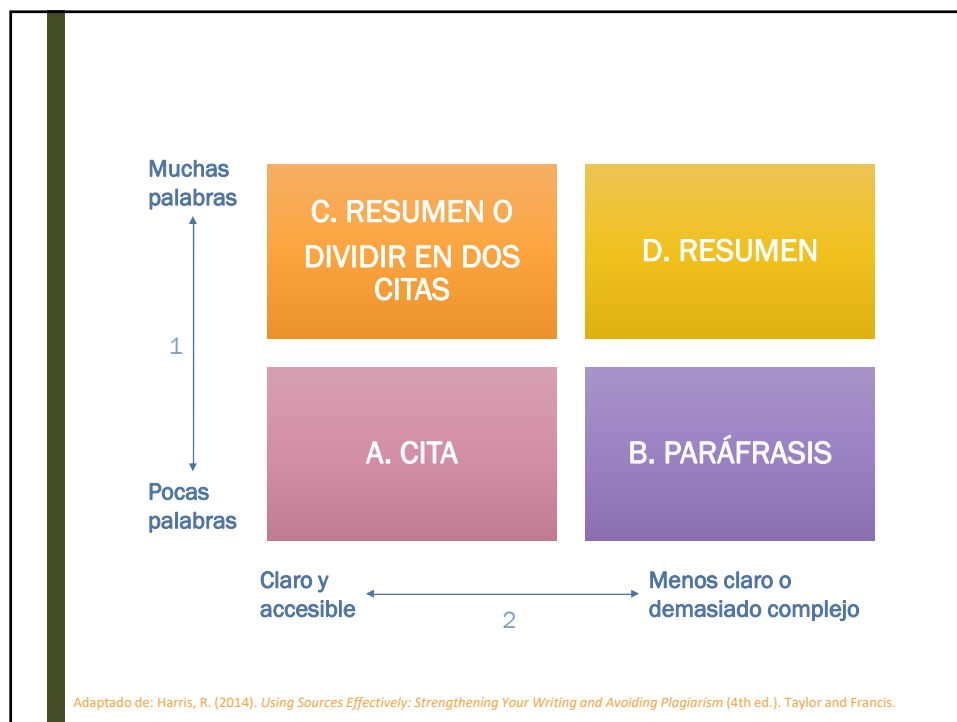 Muchas
palabras
C. RESUMEN O
DIVIDIR EN DOS
CITAS
D. RESUMEN
1
A. CITA
B. PARÁFRASIS
Pocas
palabras
Claro y
accesible
2
Menos claro o
demasiado complejo
Adaptado de: Harris, R. (2014). Using Sources Effectively: Strengthening Your Writing and Avoiding Plagiarism (4th ed.). Taylor and Francis.